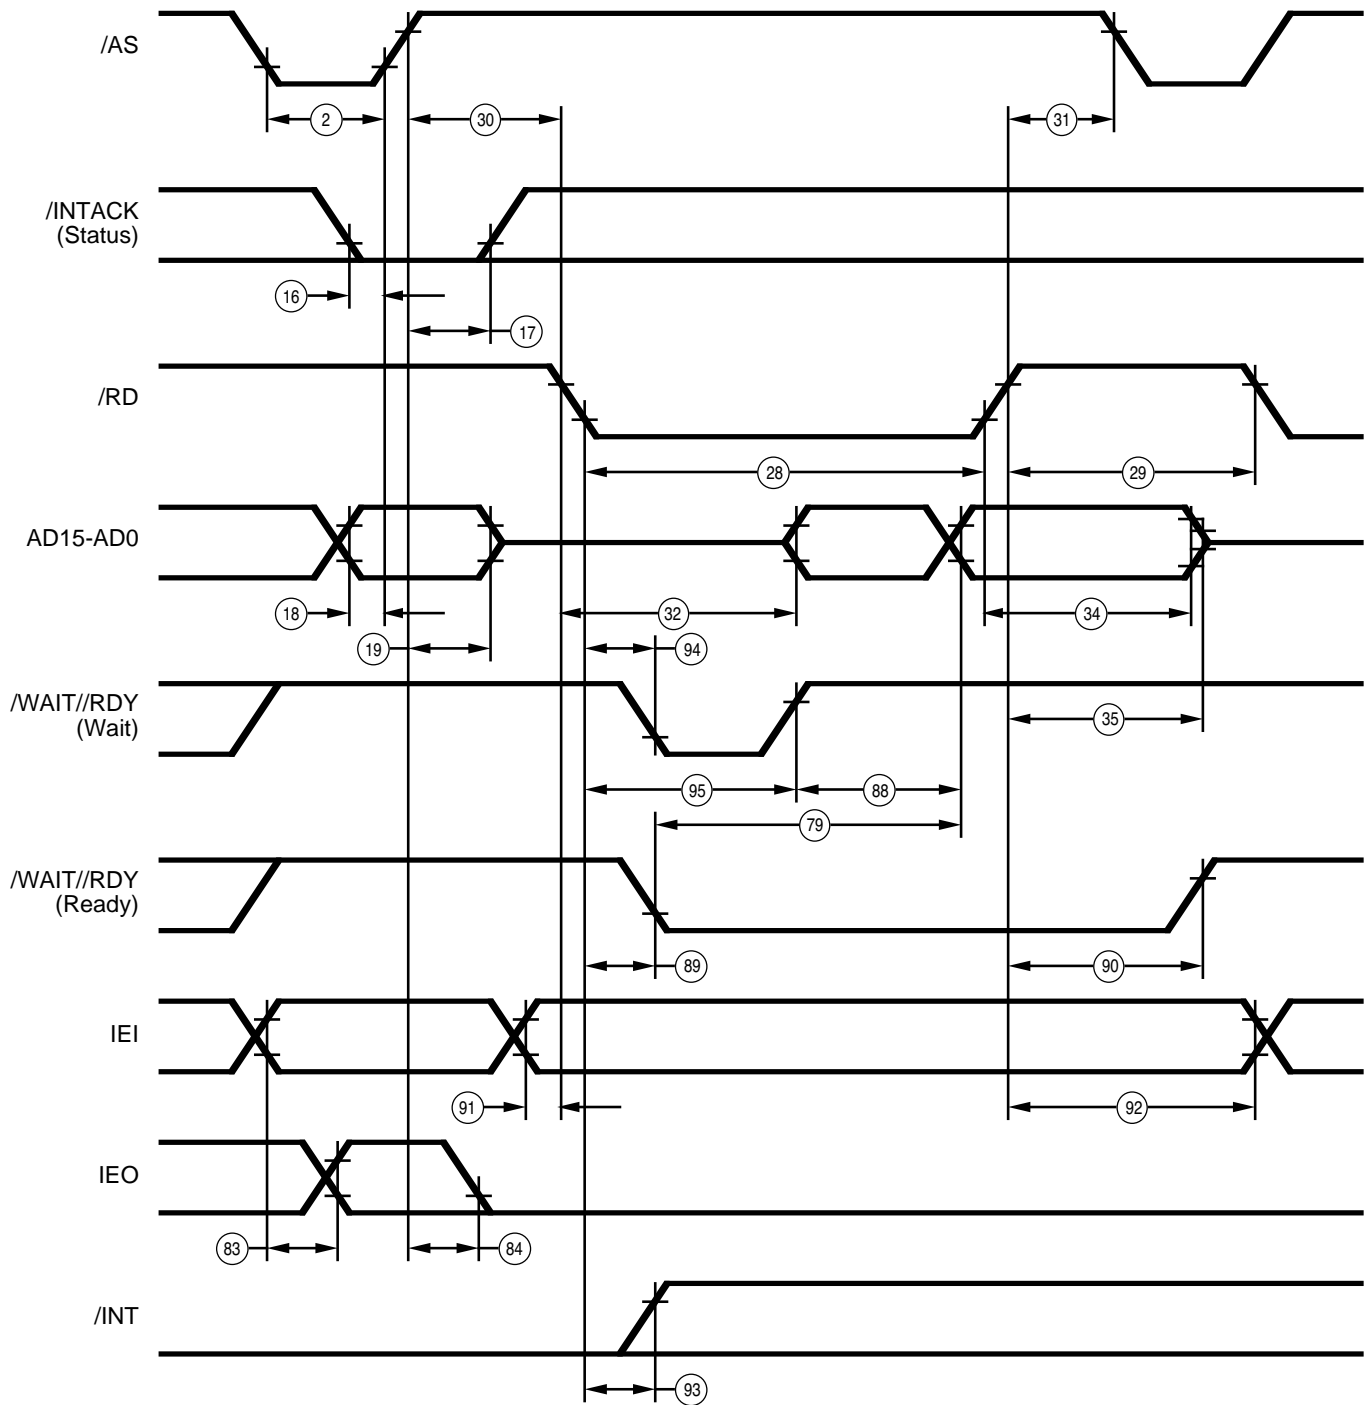 /AS
2
30
31
/INTACK
(Status)
16
17
/RD
28
29
AD15-AD0
18
32
34
19
94
/WAIT//RDY
(Wait)
35
95
88
79
/WAIT//RDY
(Ready)
89
90
IEI
91
92
IEO
83
84
/INT
93